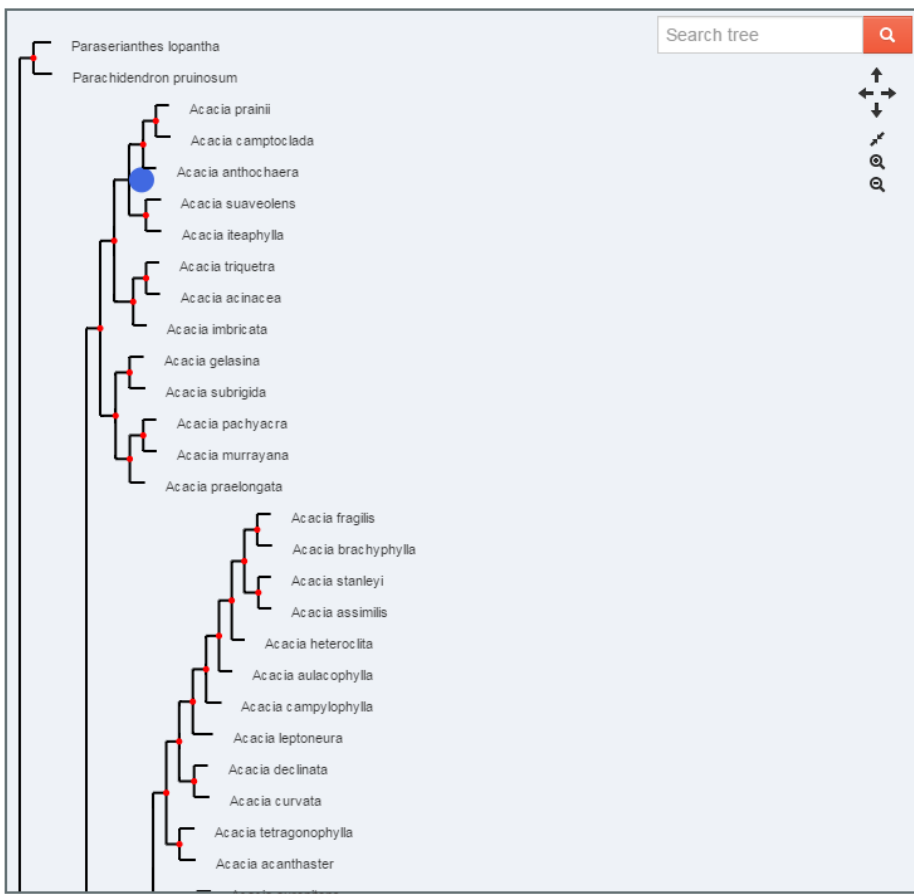 Search tree
Paraserianthes lopantha
Parachidendron pruinosum
Acacia prainii
Acacia camptoclada
Acacia anthochaera
Acacia suaveolens
Acacia iteaphylla
Acacia triquetra
Acacia acinacea
Acacia imbricata
Acacia gelasina
Acacia subrigida
Acacia pachyacra
Acacia murrayana
Acacia praelongata
Acacia fragilis
Acacia brachyphylla
Acacia stanleyi
Acacia assimilis
Acacia heteroclita
Acacia aulacophylla
Acacia campylophylla
Acacia leptoneura
Acacia declinata
Acacia curvata
Acacia tetragonophylla
Acacia acanthaster